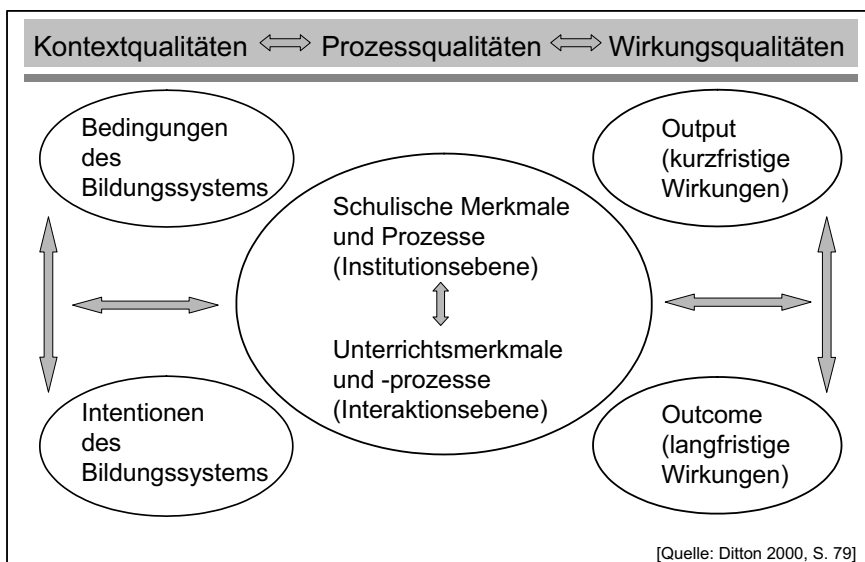 Kontextqualitäten Prozessqualitäten Wirkungsqualitäten
Bedingungen
des
Bildungssystems
Intentionen
des
Bildungssystems
Schulische Merkmale
und Prozesse
(Institutionsebene)
Unterrichtsmerkmale
und -prozesse
(Interaktionsebene)
Output
(kurzfristige
Wirkungen)
Outcome
(langfristige
Wirkungen)
[Quelle: Ditton 2000, S. 79]